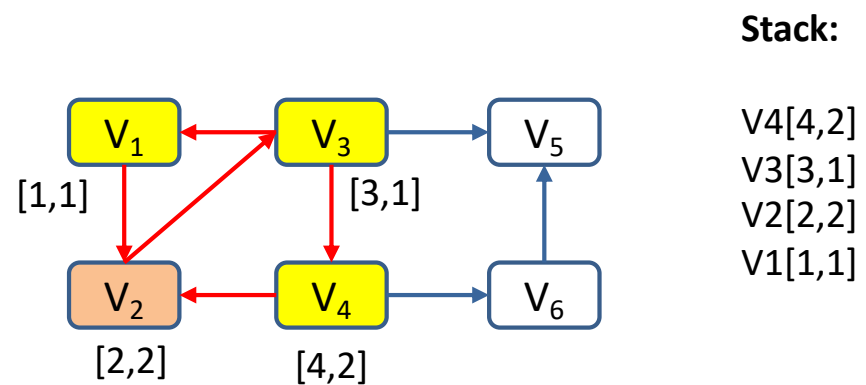 Stack:
V₁
V₃
V₅
[1,1]
[3,1]
V₂
V₄
V₆
[2,2]
[4,2]
V4[4,2]
V3[3,1]
V2[2,2]
V1[1,1]